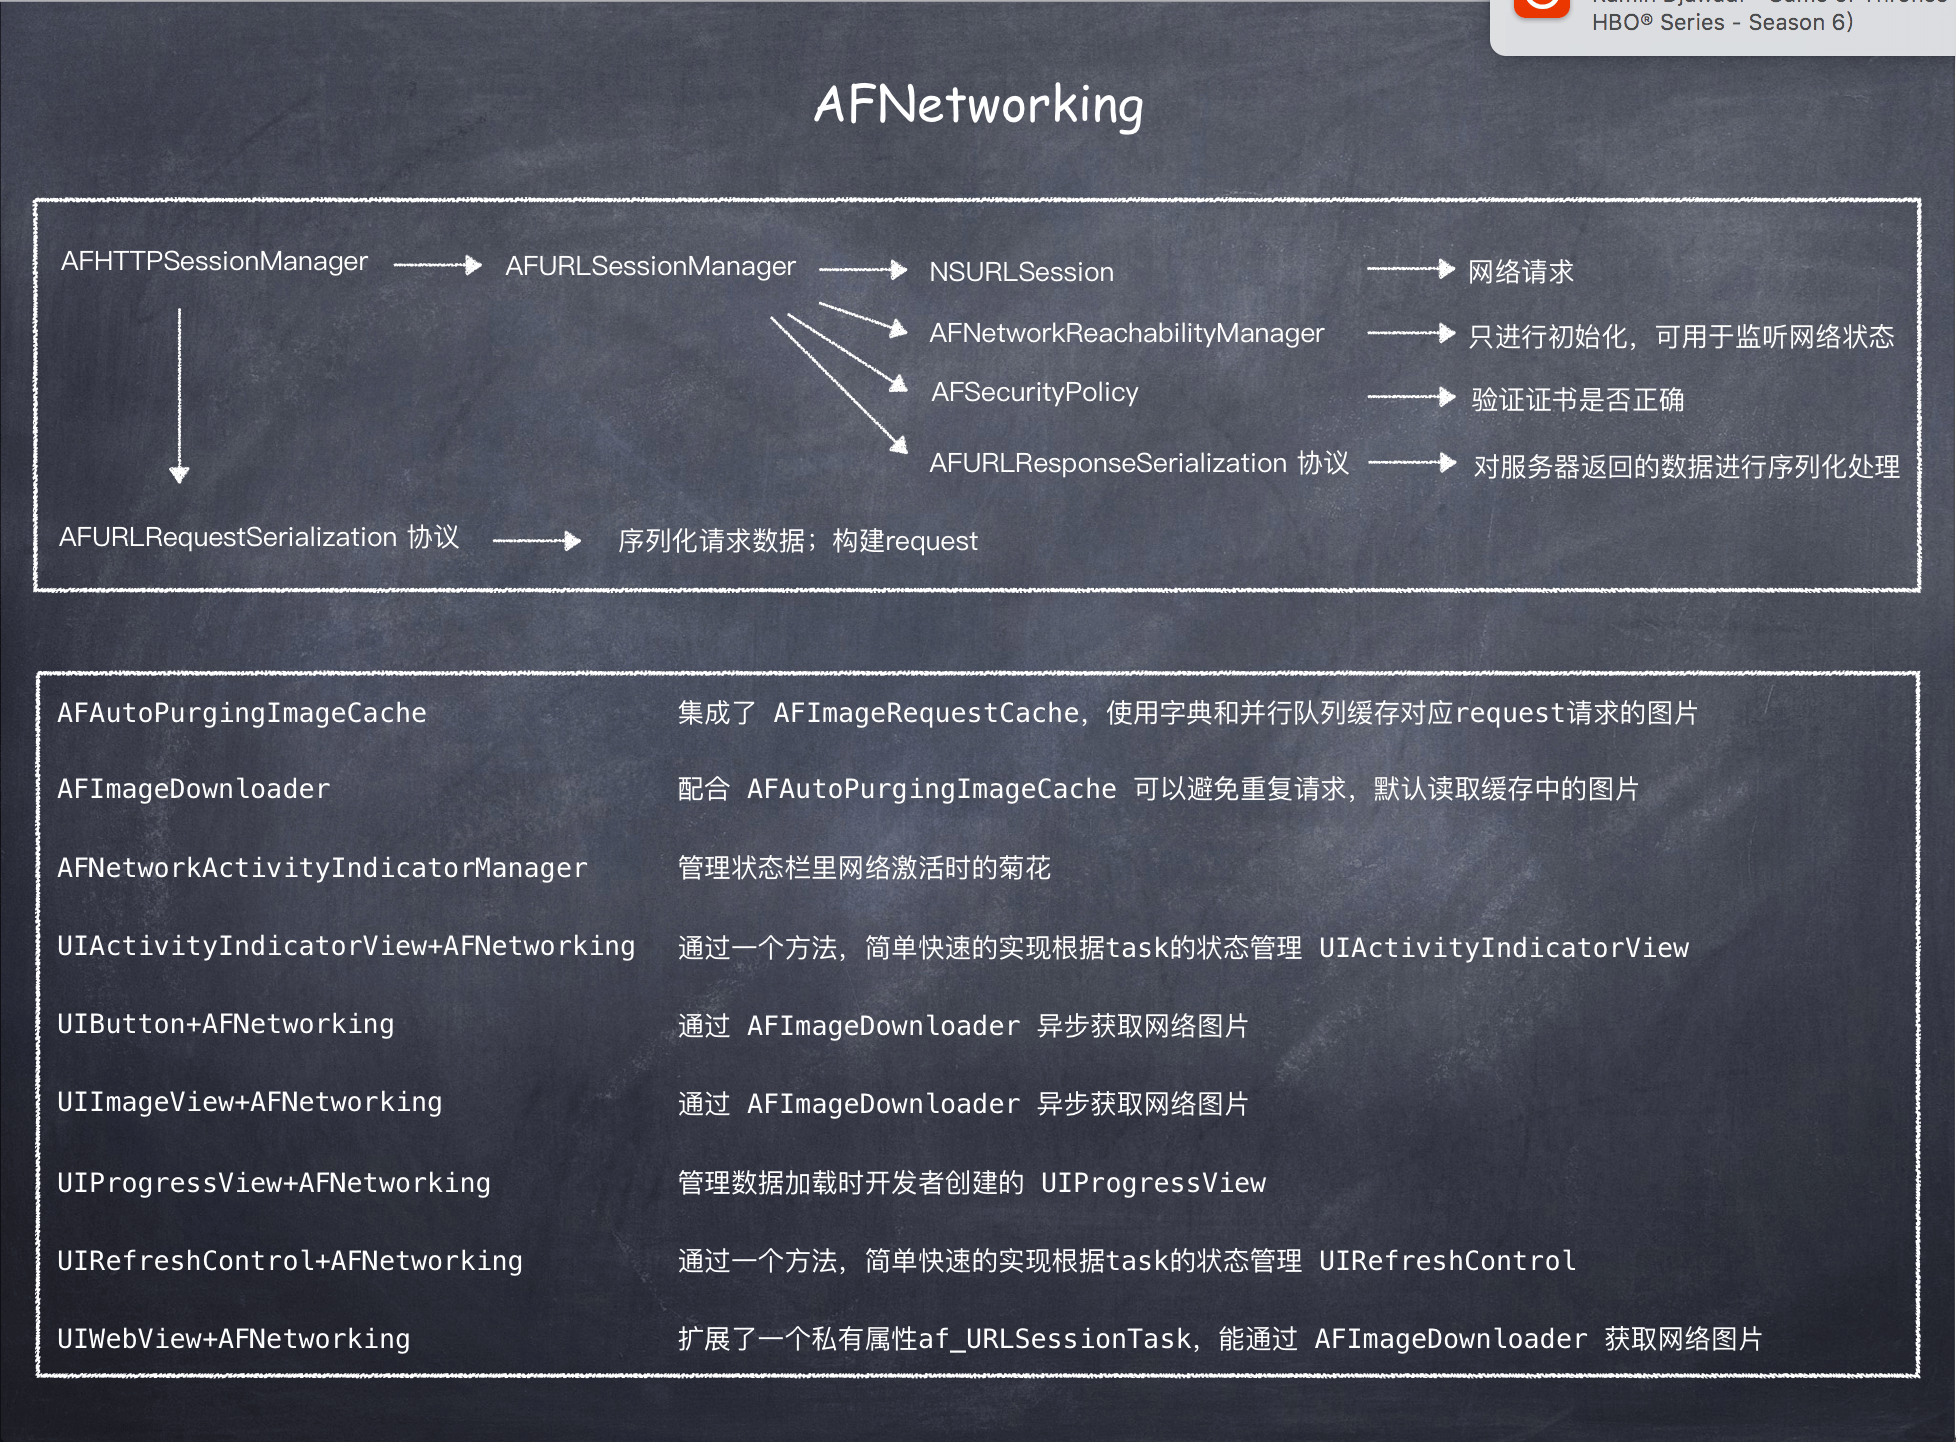 HBO® Series - Season 6)
AFNetworking
AFHTTPSessionManager
AFURLSessionManager
NSURLSession
网络请求
AFNetworkReachabilityManager
只进行初始化，可用于监听网络状态
AFSecurityPolicy
验证证书是否正确
AFURLResponseSerialization 协议
对服务器返回的数据进行序列化处理
AFURLRequestSerialization 协议
序列化请求数据；构建request
AFAutoPurgingImageCache
集成了 AFImageRequestCache，使用字典和并行队列缓存对应request请求的图片
AFImageDownloader
配合 AFAutoPurgingImageCache 可以避免重复请求，默认读取缓存中的图片
AFNetworkActivityIndicatorManager
管理状态栏里网络激活时的菊花
UIActivityIndicatorView+AFNetworking
通过一个方法，简单快速的实现根据task的状态管理 UIActivityIndicatorView
UIButton+AFNetworking
通过 AFImageDownloader 异步获取网络图片
UIImageView+AFNetworking
通过 AFImageDownloader 异步获取网络图片
UIProgressView+AFNetworking
管理数据加载时开发者创建的 UIProgressView
UIRefreshControl+AFNetworking
通过一个方法，简单快速的实现根据task的状态管理 UIRefreshControl
UIWebView+AFNetworking
扩展了一个私有属性af_URLSessionTask，能通过 AFImageDownloader 获取网络图片